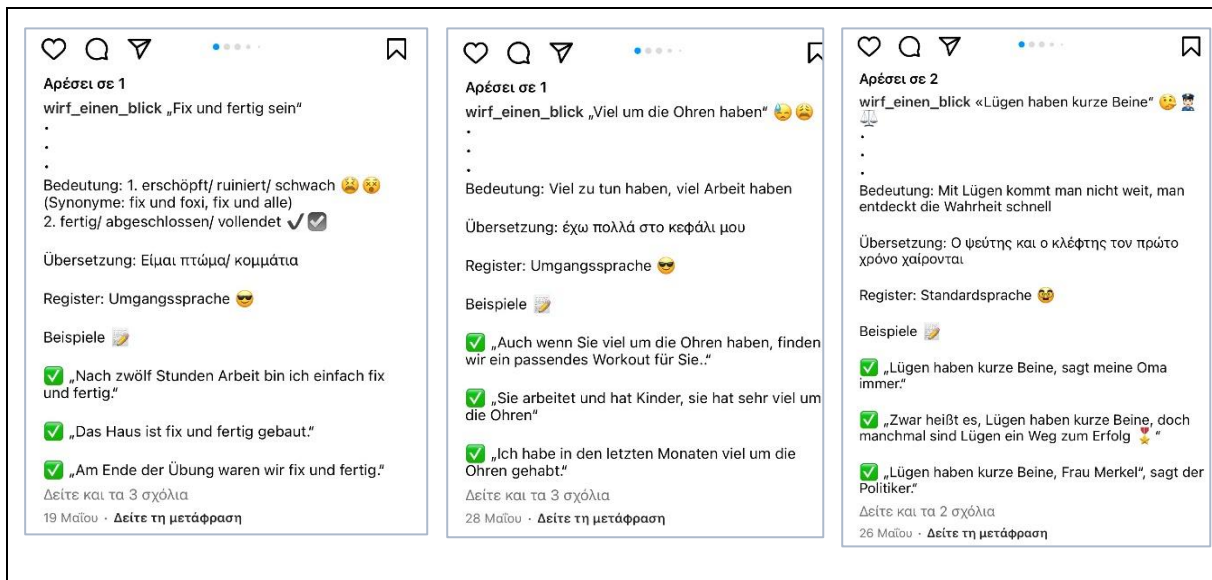 Αρέσει σε 1
wirf_einen_blick „Fix und fertig sein“
.
.
.
Bedeutung: 1. erschöpft/ ruiniert/ schwach 😫😵
(Synonyme: fix und foxi, fix und alle)
2. fertig/ abgeschlossen/ vollendet ✔️☑️
Übersetzung: Είμαι πτώμα/ κομμάτια
Register: Umgangssprache 😎
Beispiele 📝
✅ „Nach zwölf Stunden Arbeit bin ich einfach fix
und fertig.“
✅ „Das Haus ist fix und fertig gebaut.“
✅ „Am Ende der Übung waren wir fix und fertig.“
Δείτε και τα 3 σχόλια
19 Μαΐου · Δείτε τη μετάφραση
Αρέσει σε 1
wirf_einen_blick „Viel um die Ohren haben“ 😓😩
.
.
.
Bedeutung: Viel zu tun haben, viel Arbeit haben
Übersetzung: έχω πολλά στο κεφάλι μου
Register: Umgangssprache 😎
Beispiele 📝
✅ „Auch wenn Sie viel um die Ohren haben, finden
wir ein passendes Workout für Sie..“
✅ „Sie arbeitet und hat Kinder, sie hat sehr viel um
die Ohren“
✅ „Ich habe in den letzten Monaten viel um die
Ohren gehabt.“
Δείτε και τα 3 σχόλια
28 Μαΐου · Δείτε τη μετάφραση
Αρέσει σε 2
wirf_einen_blick «Lügen haben kurze Beine“ 🤥👮🏻
⚖️
.
.
.
Bedeutung: Mit Lügen kommt man nicht weit, man
entdeckt die Wahrheit schnell
Übersetzung: Ο ψεύτης και ο κλέφτης τον πρώτο
χρόνο χαίρονται
Register: Standardsprache 🥸
Beispiele 📝
✅ „Lügen haben kurze Beine, sagt meine Oma
immer.“
✅ „Zwar heißt es, Lügen haben kurze Beine, doch
manchmal sind Lügen ein Weg zum Erfolg 🎖️ “
✅ „Lügen haben kurze Beine, Frau Merkel“, sagt der
Politiker.“
Δείτε και τα 2 σχόλια
26 Μαΐου · Δείτε τη μετάφραση